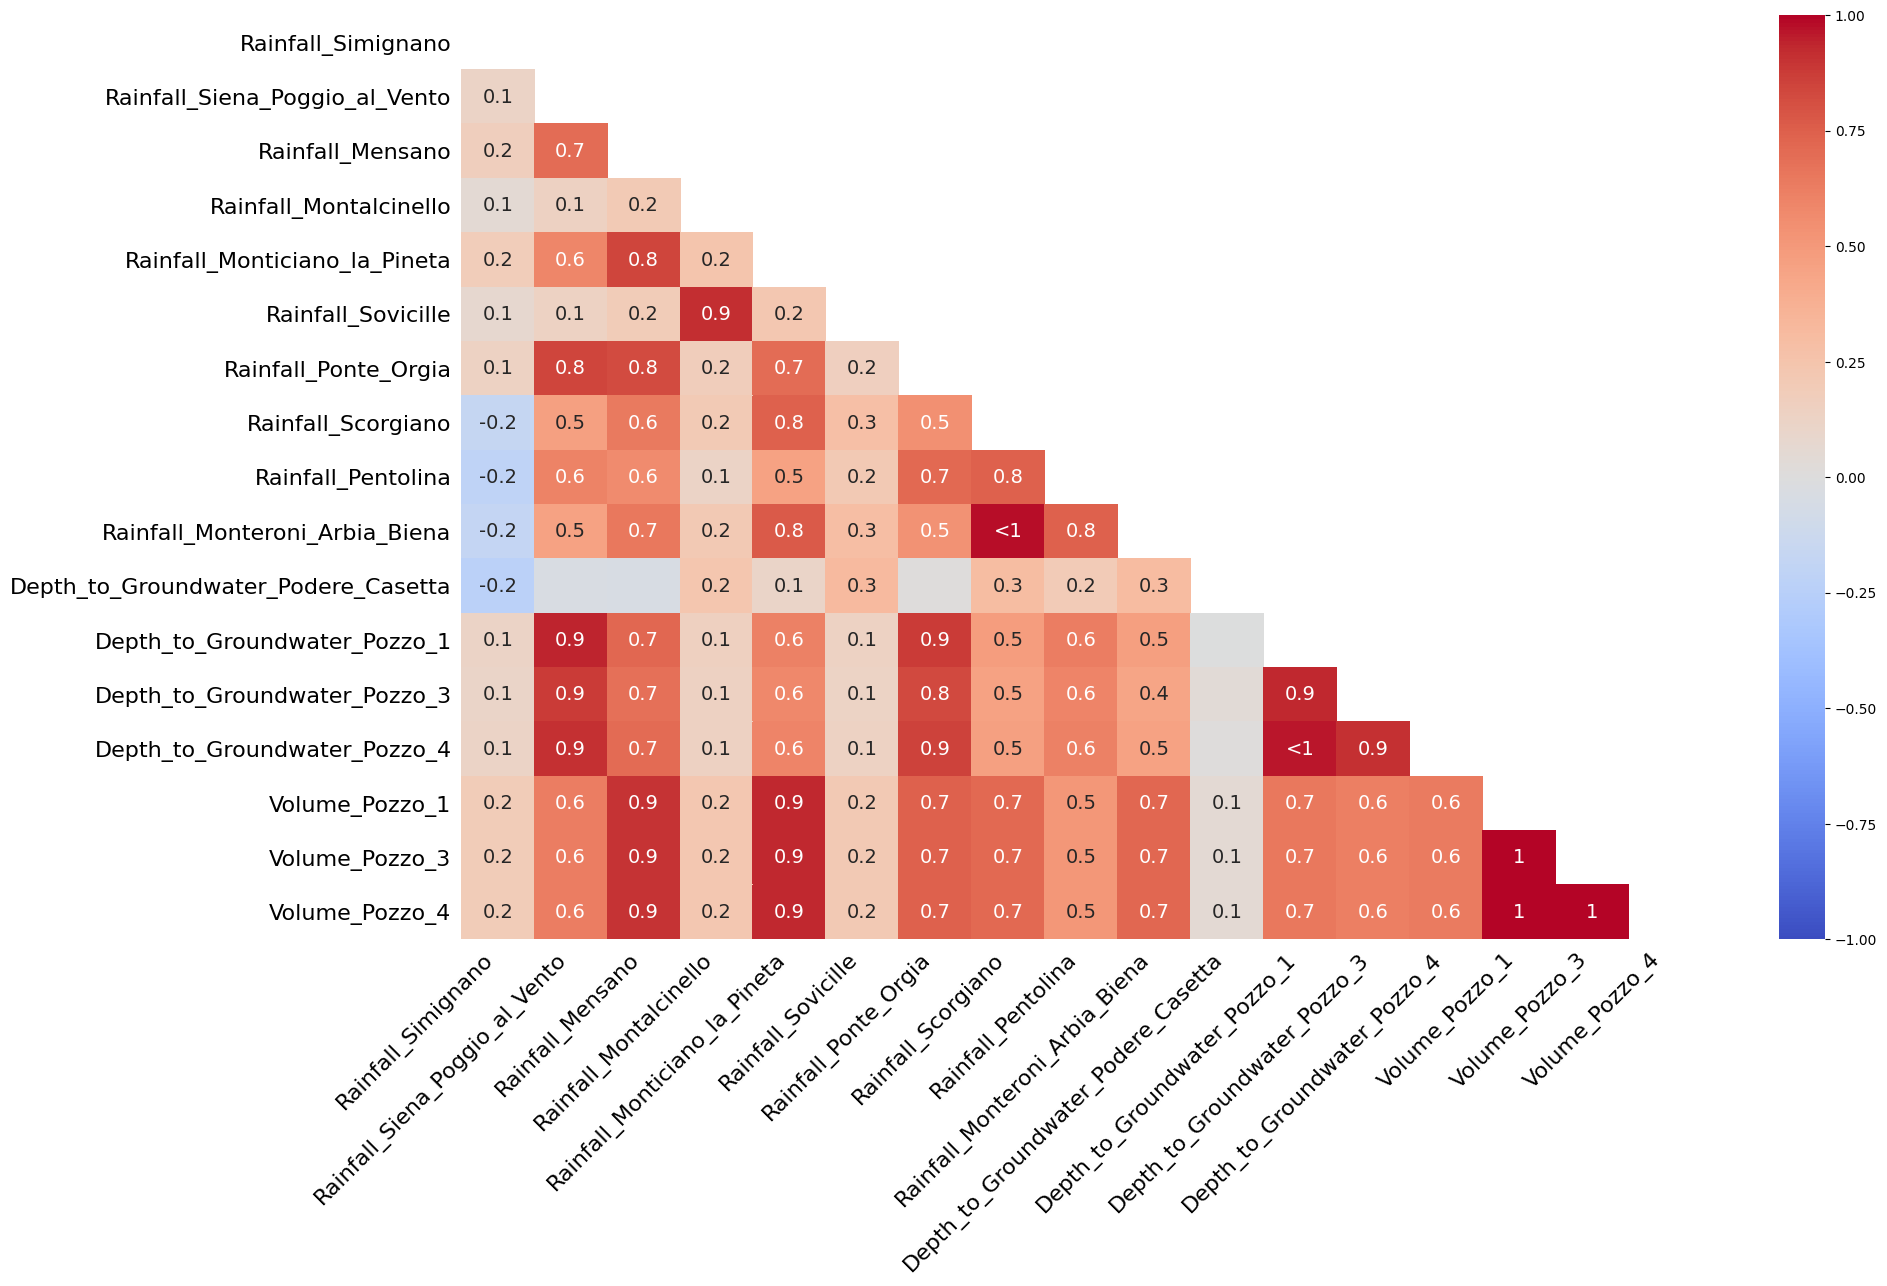 Rainfall_Simignano
Rainfall_Siena_Poggio_al_Vento 0.1
Rainfall_Mensano 0.2 0.7
Rainfall_Montalcinello 0.1 0.1 0.2
Rainfall_Monticiano_la_Pineta 0.2 0.6 0.8 0.2
Rainfall_Sovicille 0.1 0.1 0.2 0.9 0.2
Rainfall_Ponte_Orgia 0.1 0.8 0.8 0.2 0.7 0.2
Rainfall_Scorgiano -0.2 0.5 0.6 0.2 0.8 0.3 0.5
Rainfall_Pentolina -0.2 0.6 0.6 0.1 0.5 0.2 0.7 0.8
Rainfall_Monteroni_Arbia_Biena -0.2 0.5 0.7 0.2 0.8 0.3 0.5 <1 0.8
Depth_to_Groundwater_Podere_Casetta -0.2 0.2 0.1 0.3 0.3 0.2 0.3
Depth_to_Groundwater_Pozzo_1 0.1 0.9 0.7 0.1 0.6 0.1 0.9 0.5 0.6 0.5
Depth_to_Groundwater_Pozzo_3 0.1 0.9 0.7 0.1 0.6 0.1 0.8 0.5 0.6 0.4 0.9
Depth_to_Groundwater_Pozzo_4 0.1 0.9 0.7 0.1 0.6 0.1 0.9 0.5 0.6 0.5 <1 0.9
Volume_Pozzo_1 0.2 0.6 0.9 0.2 0.9 0.2 0.7 0.7 0.5 0.7 0.1 0.7 0.6 0.6
Volume_Pozzo_3 0.2 0.6 0.9 0.2 0.9 0.2 0.7 0.7 0.5 0.7 0.1 0.7 0.6 0.6 1
Volume_Pozzo_4 0.2 0.6 0.9 0.2 0.9 0.2 0.7 0.7 0.5 0.7 0.1 0.7 0.6 0.6 1 1
Rainfall_Simignano
Rainfall_Siena_Poggio_al_Vento
Rainfall_Mensano
Rainfall_Montalcinello
Rainfall_Monticiano_la_Pineta
Rainfall_Sovicille
Rainfall_Ponte_Orgia
Rainfall_Scorgiano
Rainfall_Pentolina
Rainfall_Monteroni_Arbia_Biena
Depth_to_Groundwater_Podere_Casetta
Depth_to_Groundwater_Pozzo_1
Depth_to_Groundwater_Pozzo_3
Depth_to_Groundwater_Pozzo_4
Volume_Pozzo_1
Volume_Pozzo_3
Volume_Pozzo_4
1.00
0.75
0.50
0.25
0.00
−0.25
−0.50
−0.75
−1.00